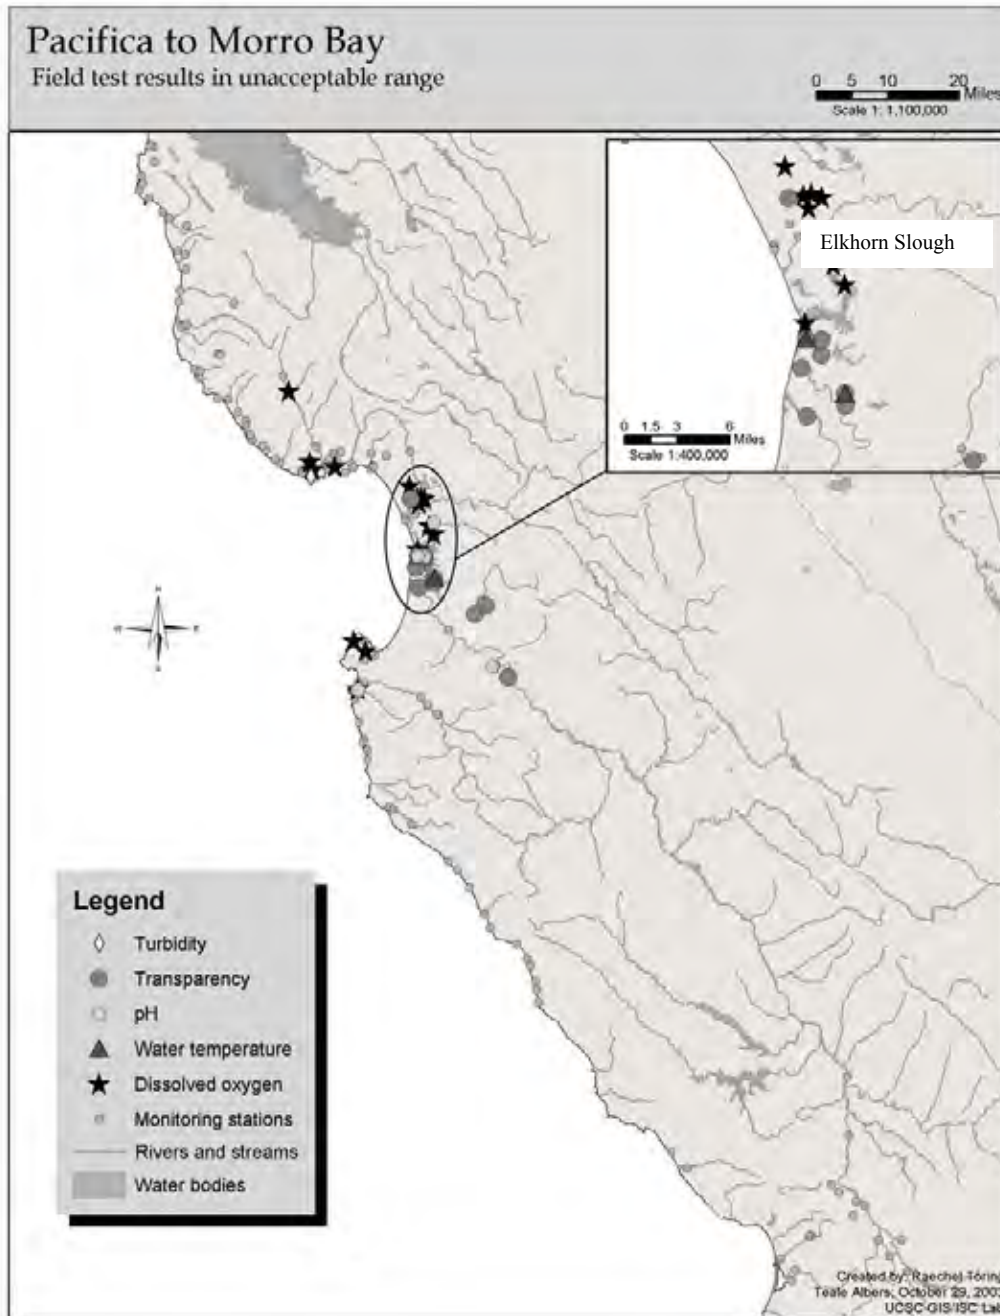 Pacifica to Morro Bay
Field test results in unacceptable range
0 5 10 20
Miles
Scale 1: 1,100,000
Elkhorn Slough
0 1.5 3 6
Miles
Scale 1:400,000
N
W E
S
Legend
Turbidity
Transparency
pH
Water temperature
Dissolved oxygen
Monitoring stations
Rivers and streams
Water bodies
Created by: Raechel
Teale Albers, October 29,
UCSC GIS/ISC